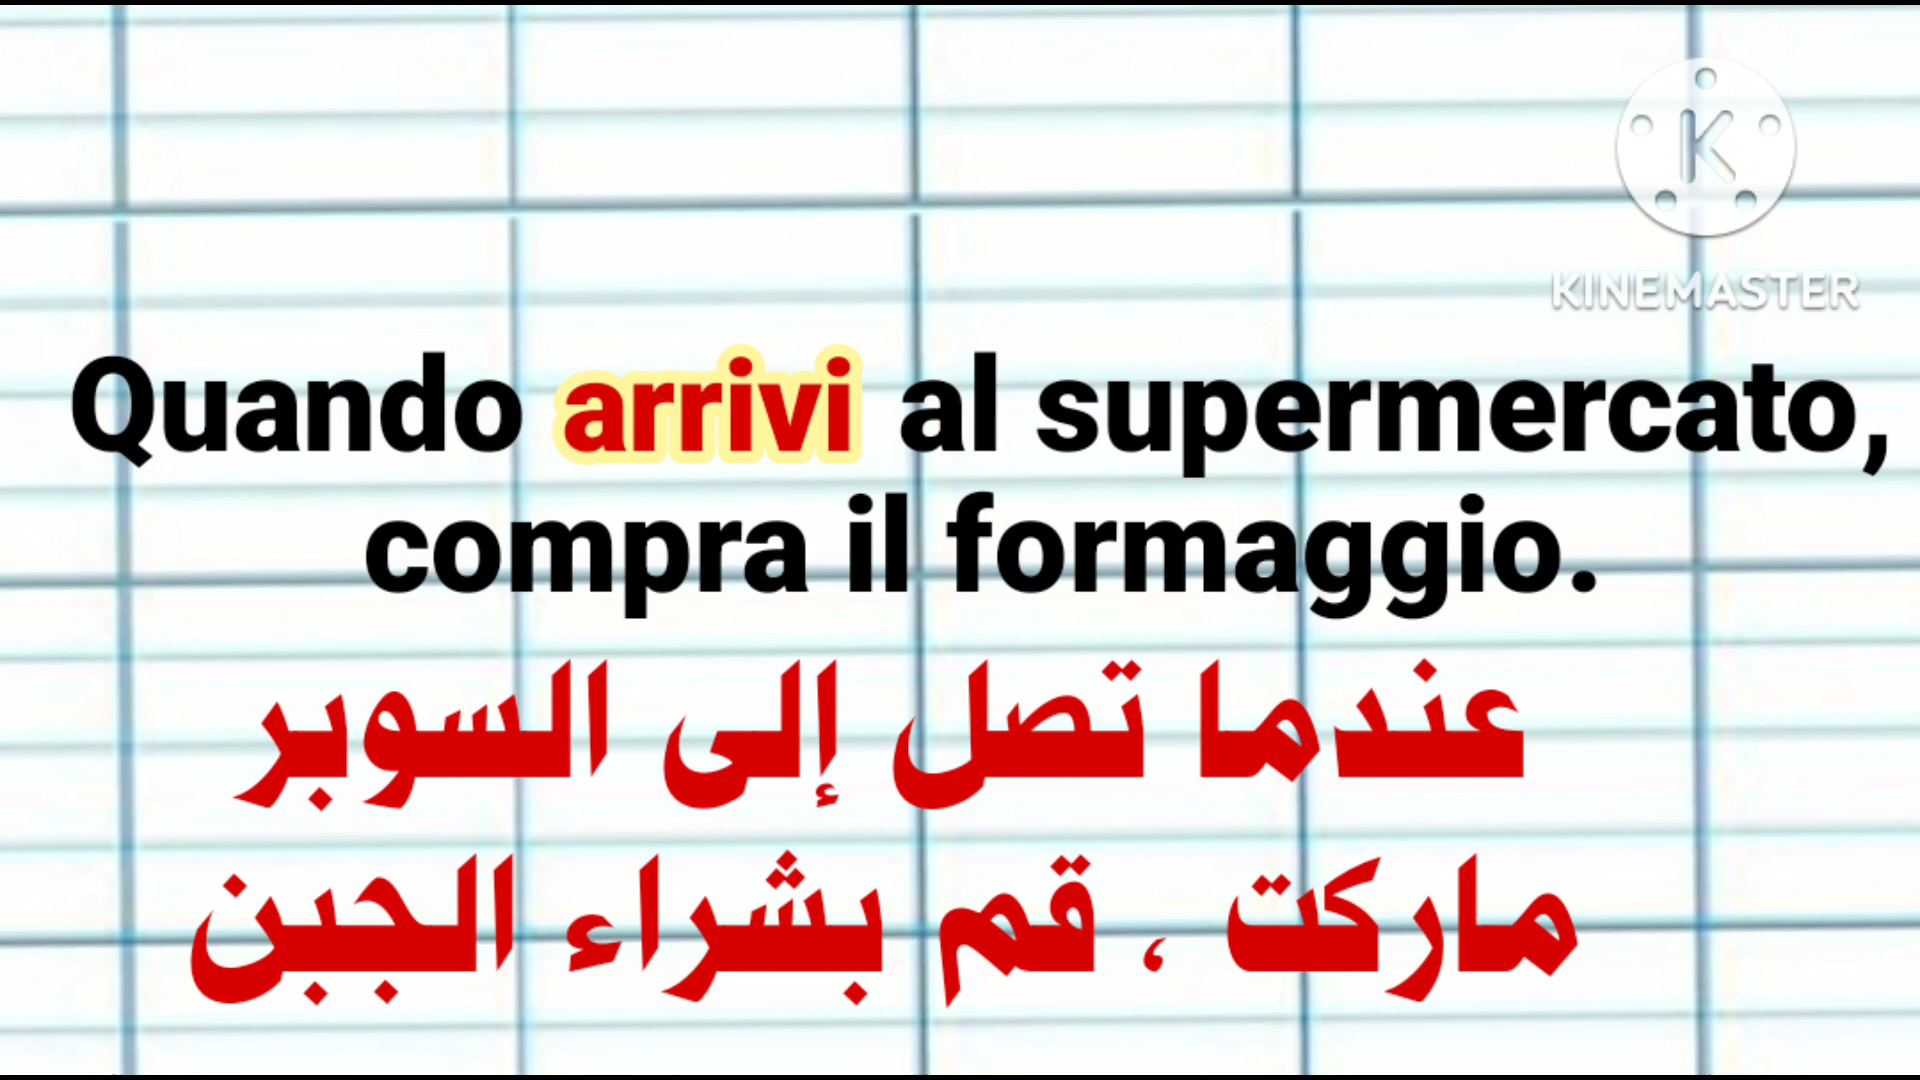 KINEMASTER
Quando arrivi al supermercato,
compra il formaggio.
عندما تصل إلى السوبر
ماركت ، قم بشراء الجبن